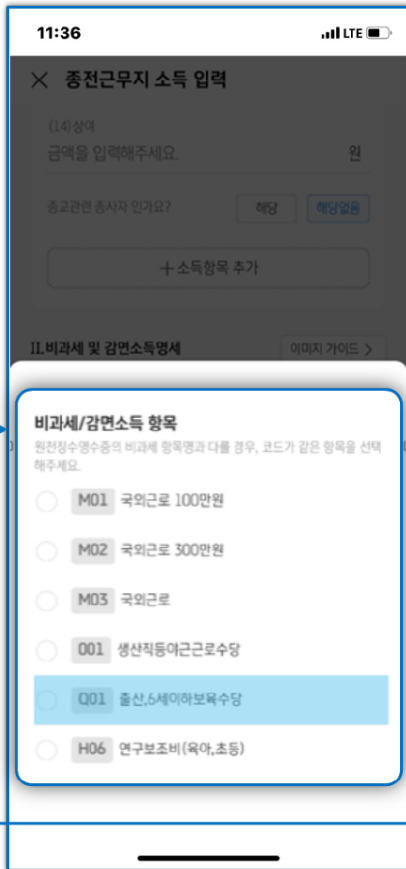 11:36
LTE
종전근무지 소득 입력
(14)상여
금액을 입력해주세요. 원
종교관련 종사자 인가요? 해당 해당없음
+소득항목 추가
II.비과세 및 감면소득명세 이미지 가이드 >
비과세/감면소득 항목
원천징수영수증의 비과세 항목명과 다를 경우, 코드가 같은 항목을 선택
해주세요.
M01 국외근로 100만원
M02 국외근로 300만원
M03 국외근로
O01 생산직등야근근로수당
Q01 출산,6세이하보육수당
H06 연구보조비(육아,초등)